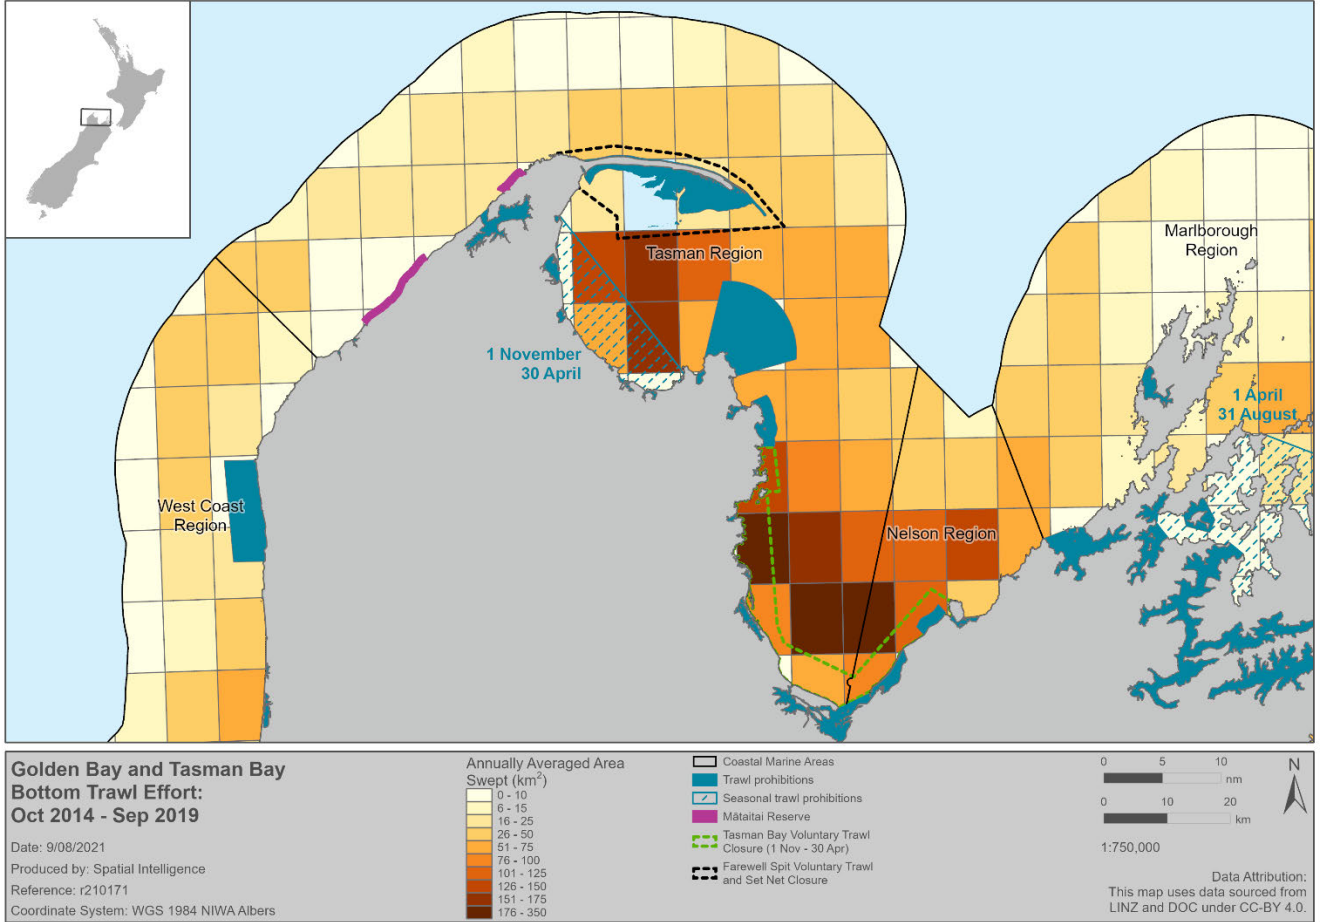 Tasman Region
Marlborough
Region
1 November
30 April
1 April
31 August
West Coast
Region
Nelson Region
Golden Bay and Tasman Bay
Bottom Trawl Effort:
Oct 2014 - Sep 2019
Date: 9/08/2021
Produced by: Spatial Intelligence
Reference: r210171
Coordinate System: WGS 1984 NIWA Albers
Annually Averaged Area
Swept (km²)
0 - 10
6 - 15
16 - 25
26 - 50
51 - 75
76 - 100
101 - 125
126 - 150
151 - 175
176 - 350
Coastal Marine Areas
Trawl prohibitions
Seasonal trawl prohibitions
Mātaitai Reserve
Tasman Bay Voluntary Trawl
Closure (1 Nov - 30 Apr)
Farewell Spit Voluntary Trawl
and Set Net Closure
0 5 10
nm
0 10 20
km
1:750,000
N
Data Attribution:
This map uses data sourced from
LINZ and DOC under CC-BY 4.0.